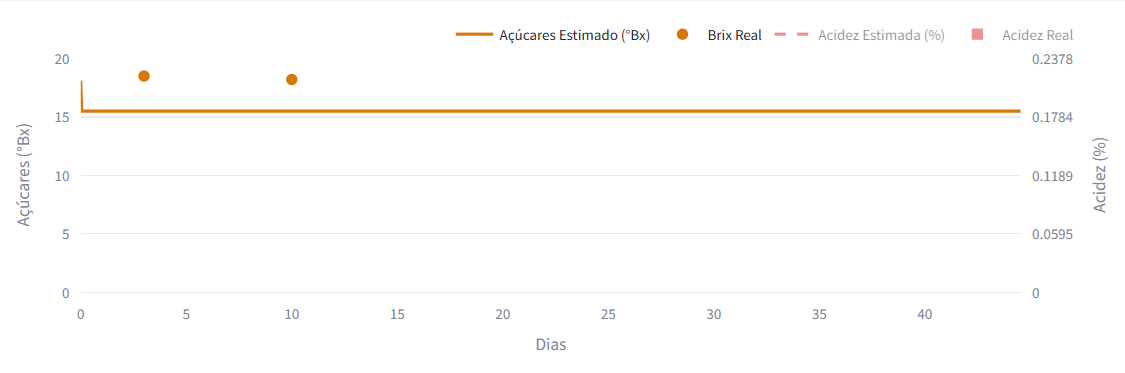 Açúcares Estimado (°Bx) Brix Real Acidez Estimada (%) Acidez Real
20 0.2378
15 0.1784
10 0.1189
5 0.0595
0 0
Açúcares (°Bx)
Acidez (%)
0 5 10 15 20 25 30 35 40
Dias